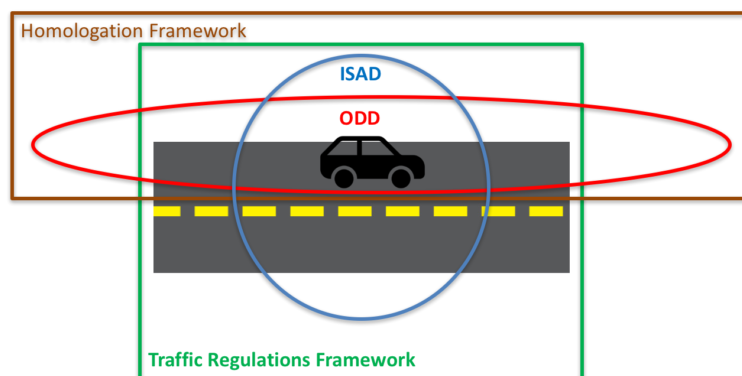 Homologation Framework
ISAD
ODD
Traffic Regulations Framework